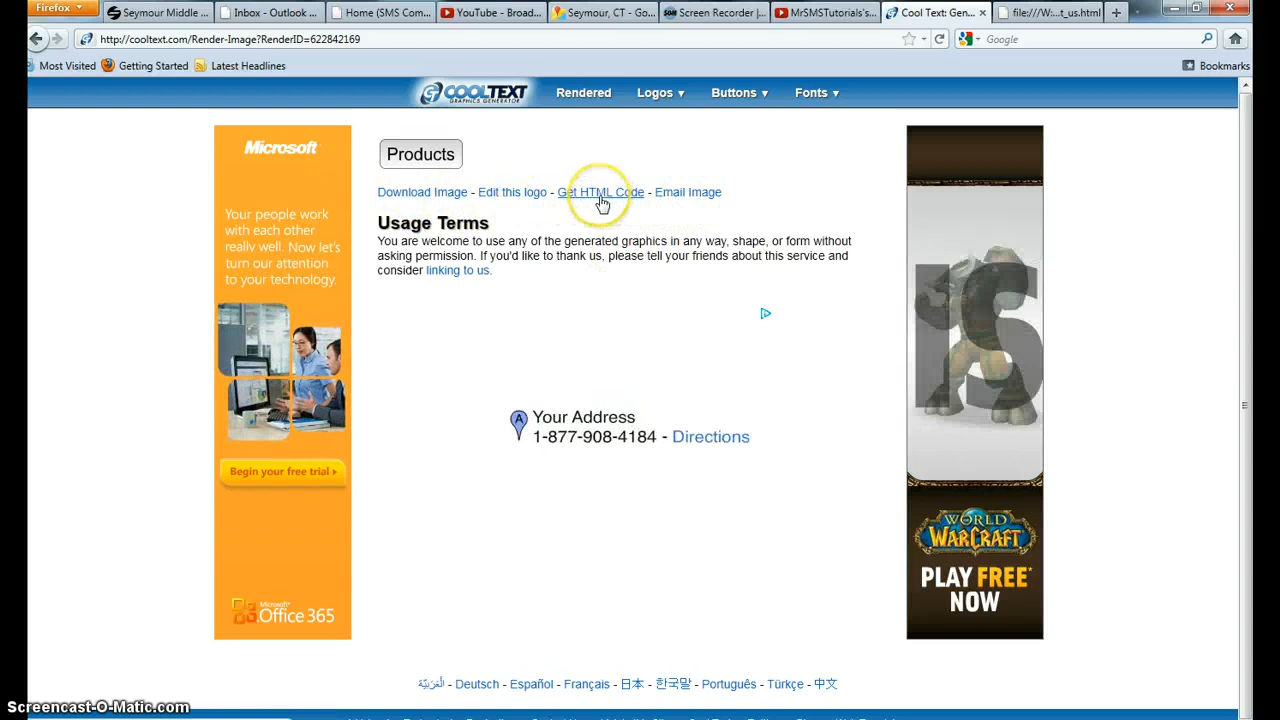 Firefox
Seymour Middle ...
Inbox - Outlook ...
Home (SMS Com...
YouTube - Broad...
Seymour, CT - Go...
Screen Recorder |...
MrSMSTutorials's...
Cool Text: Gen...
file:///W:...t_us.html
http://cooltext.com/Render-Image?RenderID=622842169
Google
Most Visited
Getting Started
Latest Headlines
Bookmarks
COOLTEXT
GRAPHICS GENERATOR
Rendered
Logos
Buttons
Fonts
Microsoft
Your people work
with each other
really well. Now let's
turn our attention
to your technology.
Begin your free trial
Microsoft
Office 365
Products
Download Image - Edit this logo - Get HTML Code - Email Image
Usage Terms
You are welcome to use any of the generated graphics in any way, shape, or form without
asking permission. If you'd like to thank us, please tell your friends about this service and
consider linking to us.
A
Your Address
1-877-908-4184 - Directions
IS
WORLD
OF
WARCRAFT
PLAY FREE*
NOW
العَرَبِيَّة - Deutsch - Español - Français - 日本 - 한국말 - Português - Türkçe - 中文
Screencast-O-Matic.com